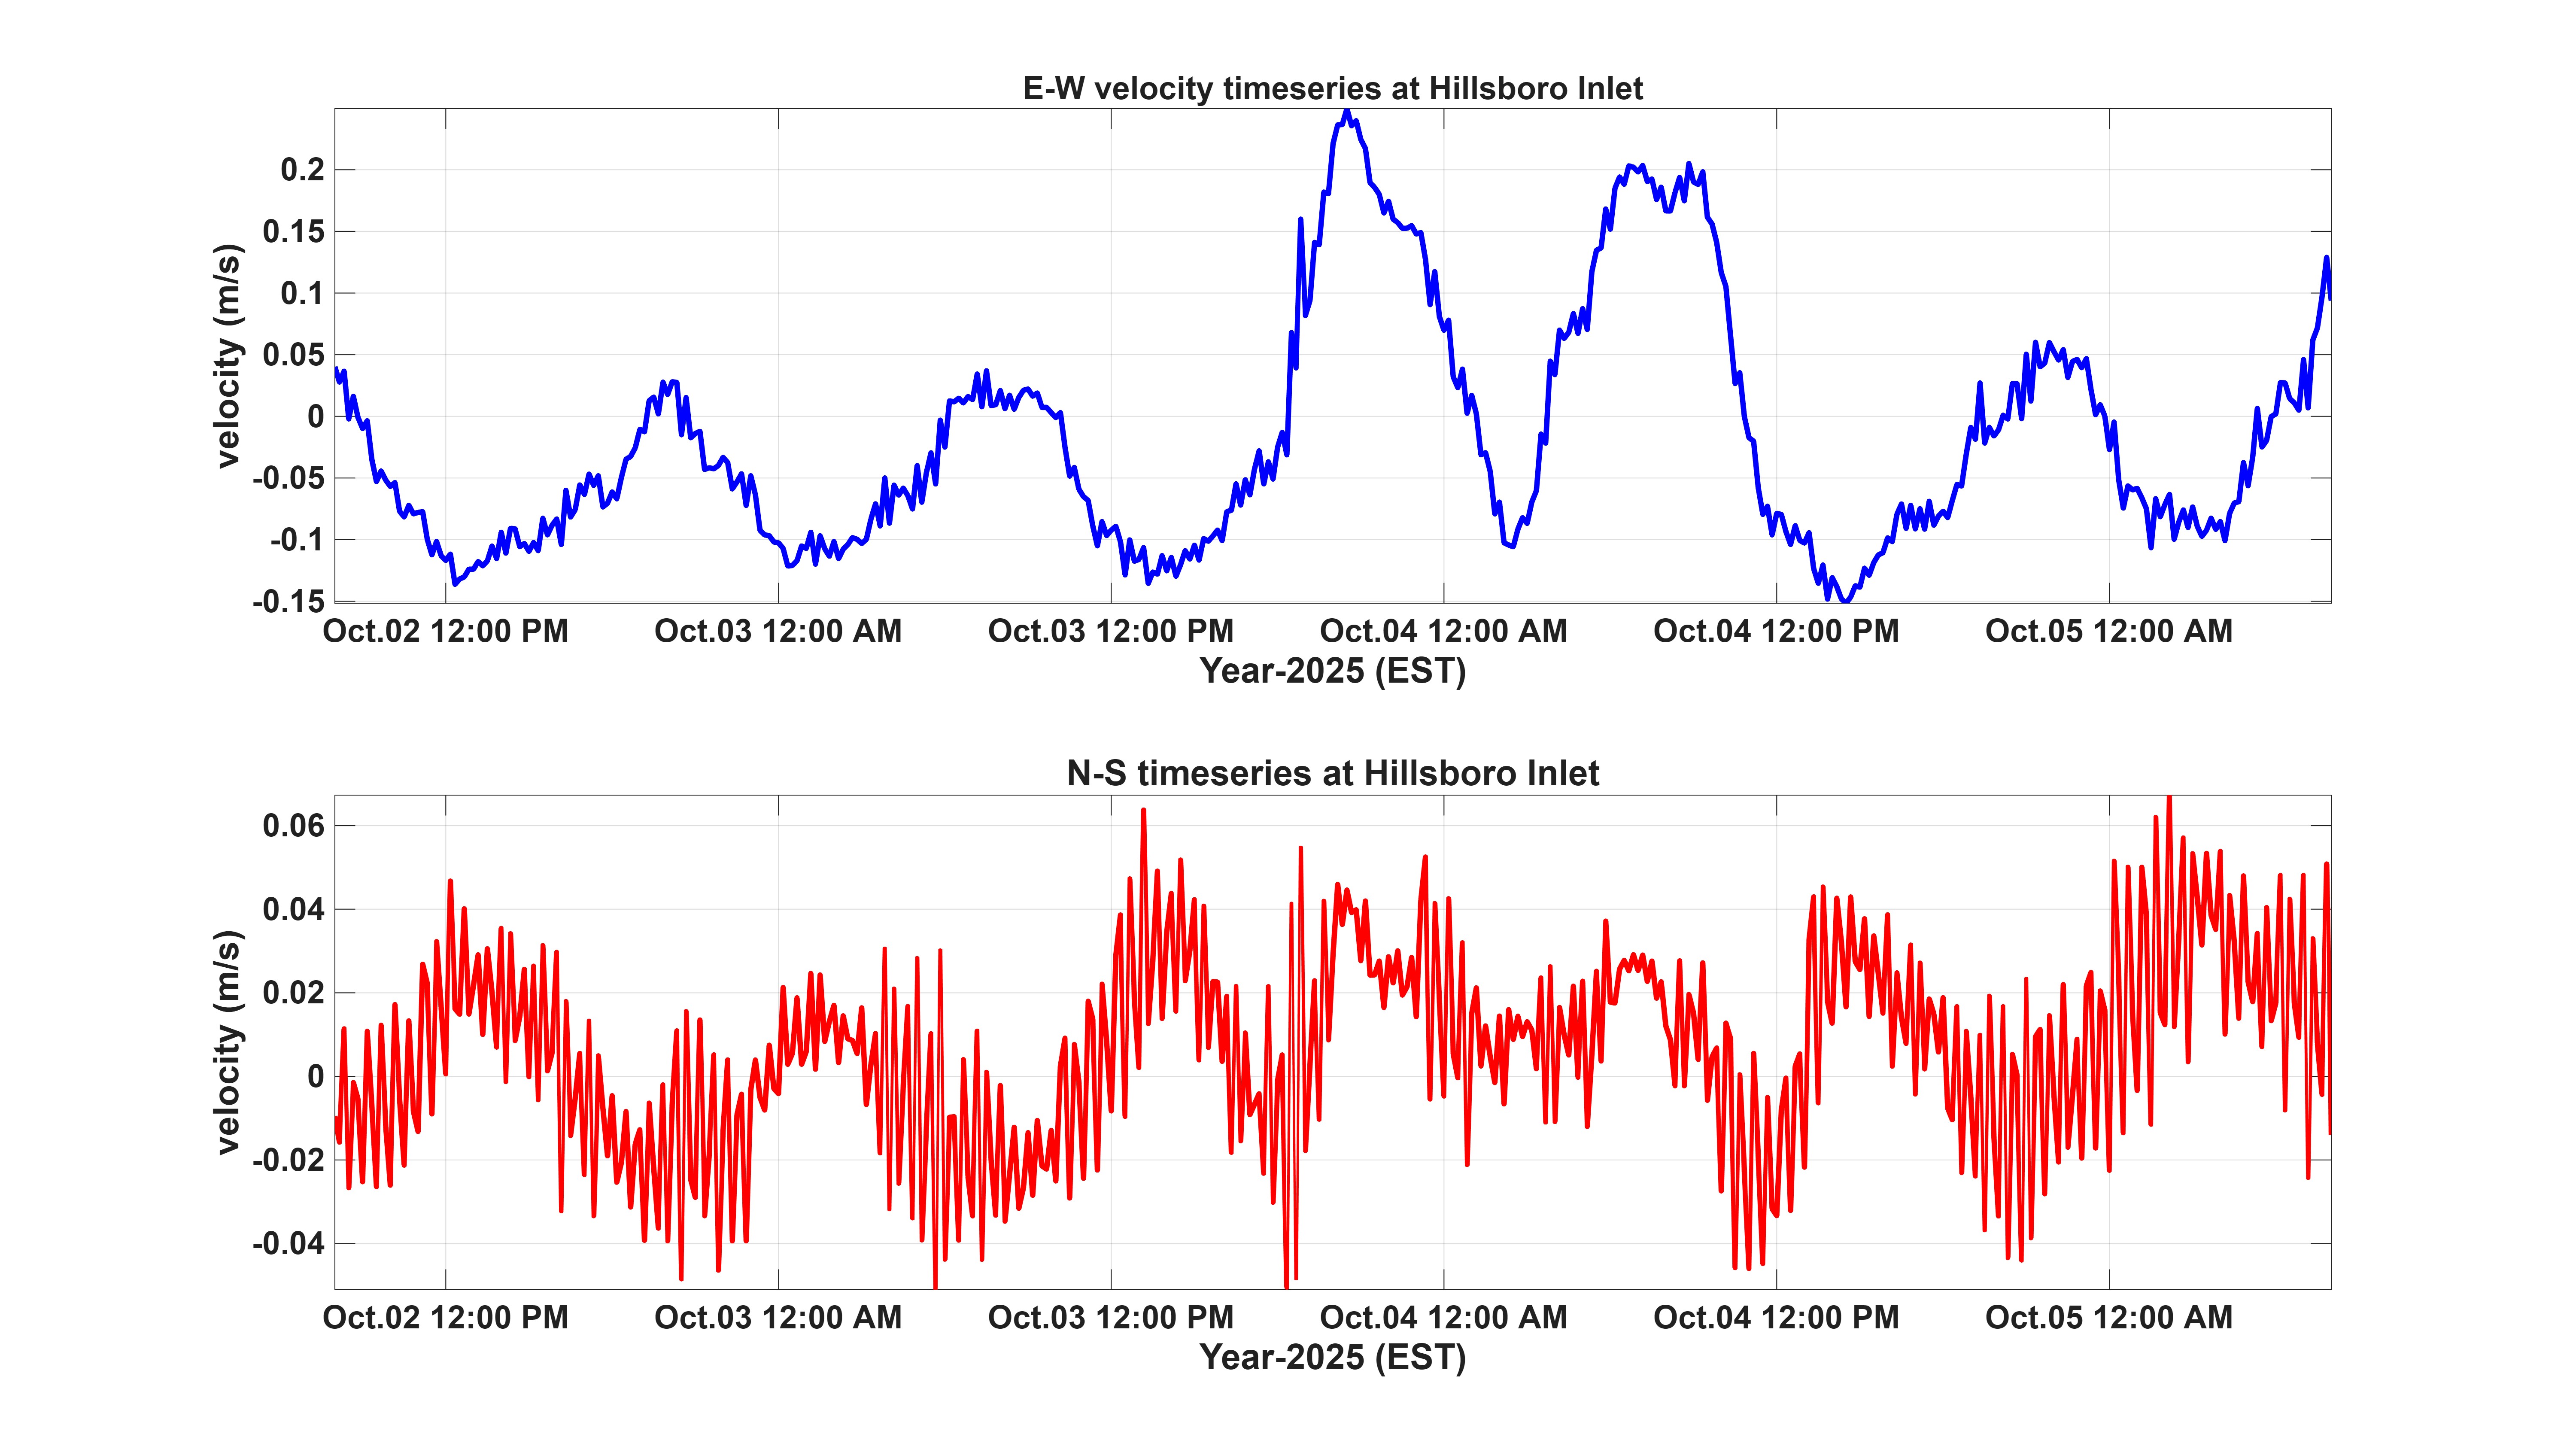 E-W velocity timeseries at Hillsboro Inlet
velocity (m/s)
0.2
0.15
0.1
0.05
0
-0.05
-0.1
-0.15
Oct.02 12:00 PM Oct.03 12:00 AM Oct.03 12:00 PM Oct.04 12:00 AM Oct.04 12:00 PM Oct.05 12:00 AM
Year-2025 (EST)
N-S timeseries at Hillsboro Inlet
velocity (m/s)
0.06
0.04
0.02
0
-0.02
-0.04
Oct.02 12:00 PM Oct.03 12:00 AM Oct.03 12:00 PM Oct.04 12:00 AM Oct.04 12:00 PM Oct.05 12:00 AM
Year-2025 (EST)